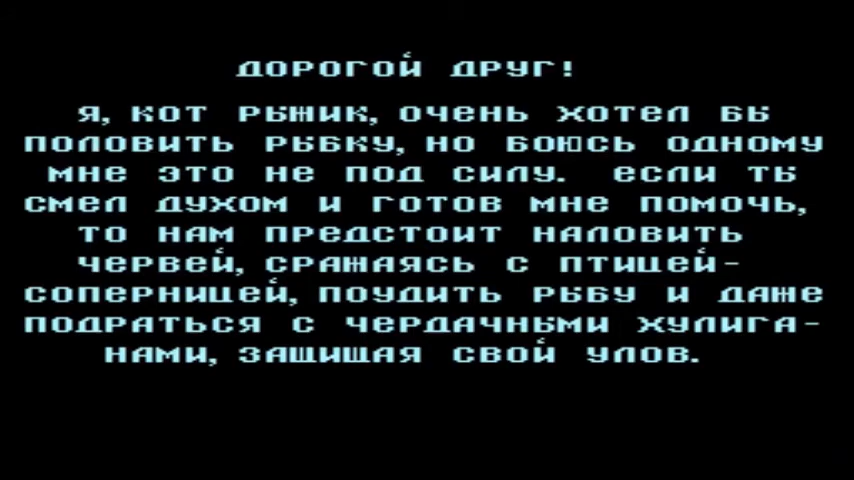 ДОРОГОЙ ДРУГ!
Я, КОТ РЫЖИК, ОЧЕНЬ ХОТЕЛ БЫ
ПОЛОВИТЬ РЫБКУ, НО БОЮСЬ ОДНОМУ
МНЕ ЭТО НЕ ПОД СИЛУ. ЕСЛИ ТЫ
СМЕЛ ДУХОМ И ГОТОВ МНЕ ПОМОЧЬ,
ТО НАМ ПРЕДСТОИТ НАЛОВИТЬ
ЧЕРВЕЙ, СРАЖАЯСЬ С ПТИЦЕЙ-
СОПЕРНИЦЕЙ, ПОУДИТЬ РЫБУ И ДАЖЕ
ПОДРАТЬСЯ С ЧЕРДАЧНЫМИ ХУЛИГА-
НАМИ, ЗАЩИЩАЯ СВОЙ УЛОВ.